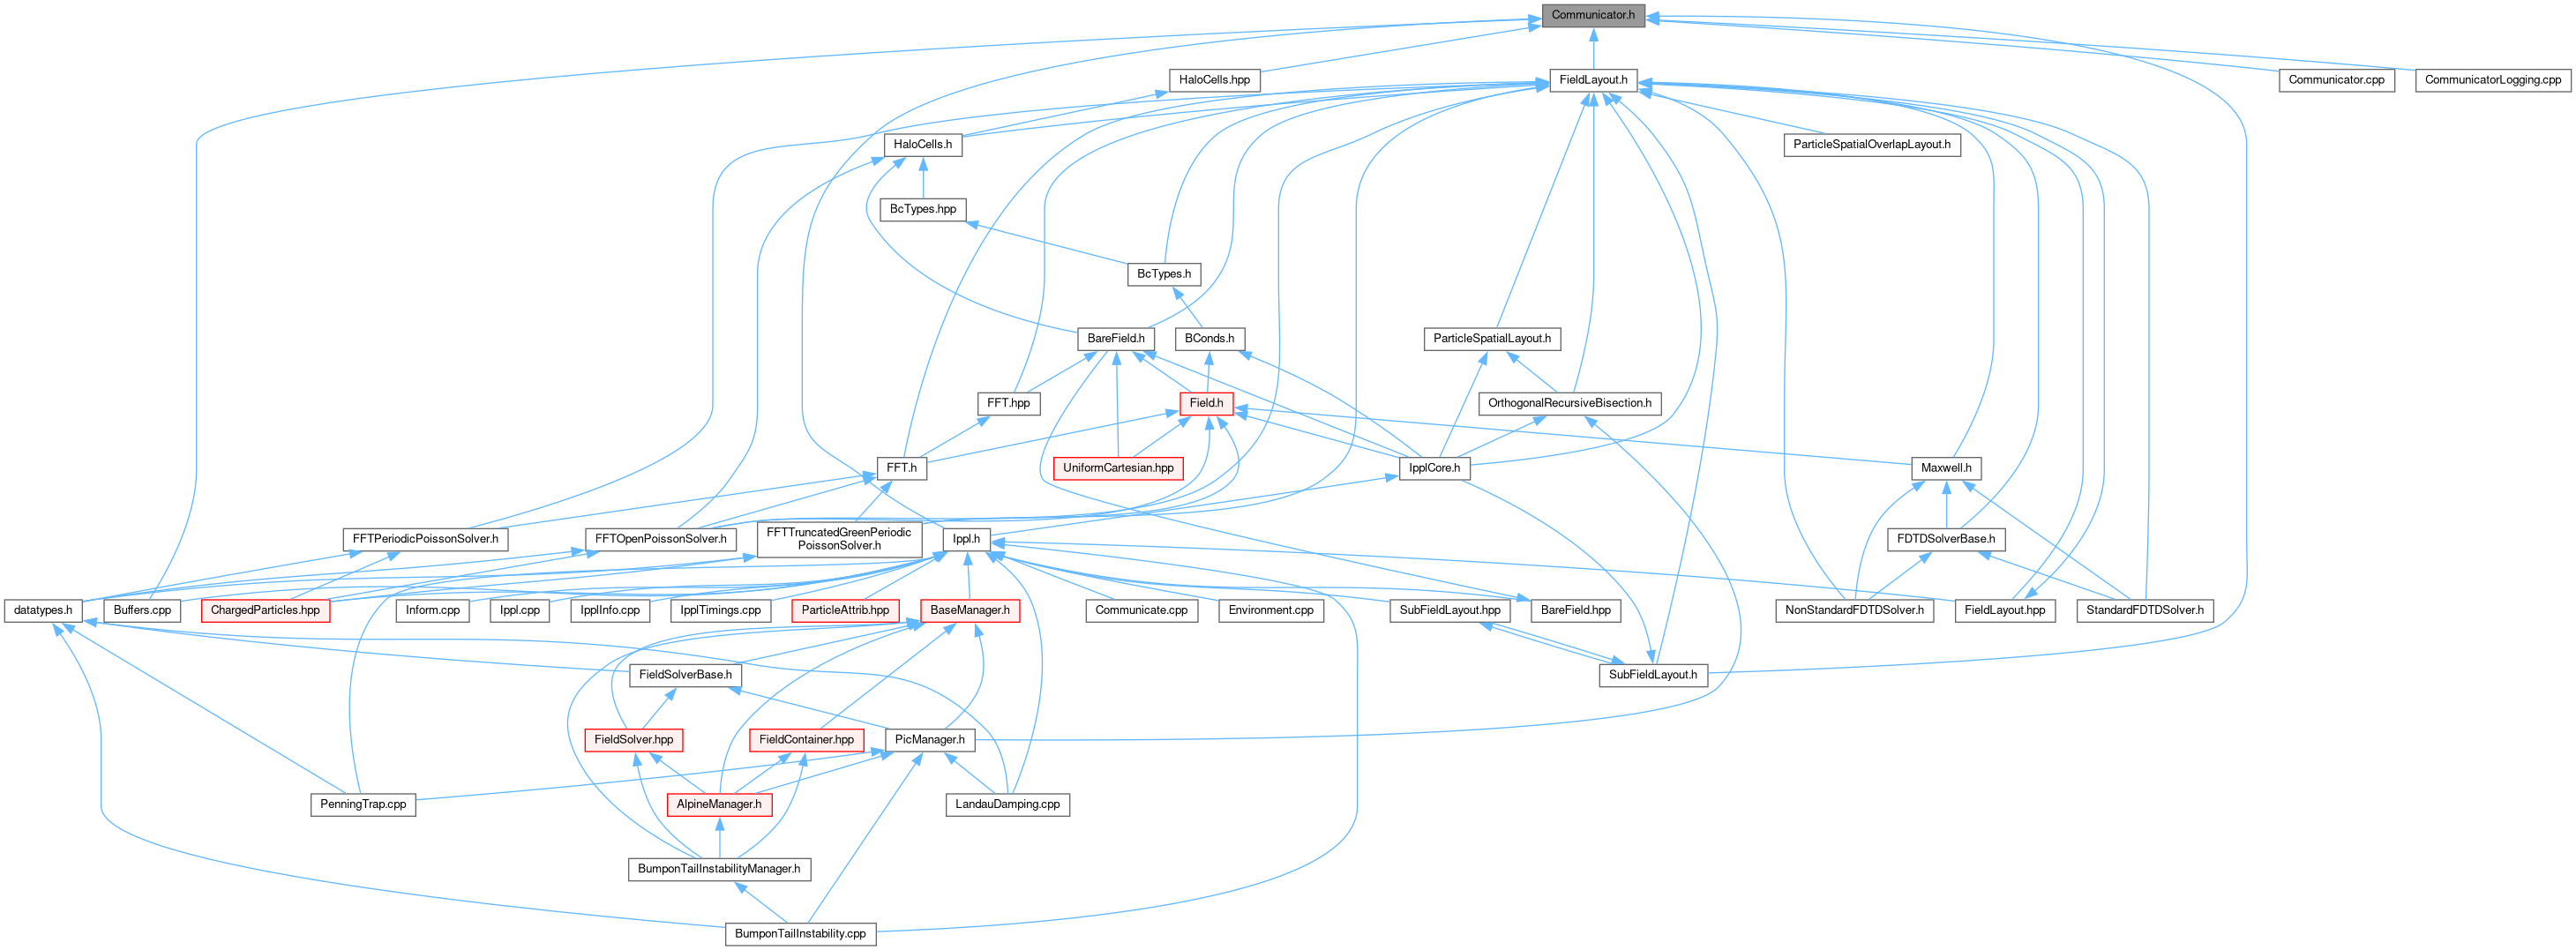 Communicator.h
HaloCells.hpp
FieldLayout.h
Communicator.cpp
CommunicatorLogging.cpp
HaloCells.h
ParticleSpatialOverlapLayout.h
BcTypes.hpp
BcTypes.h
BareField.h
BConds.h
ParticleSpatialLayout.h
FFT.hpp
Field.h
OrthogonalRecursiveBisection.h
FFT.h
UniformCartesian.hpp
IpplCore.h
Maxwell.h
FFTPeriodicPoissonSolver.h
FFTOpenPoissonSolver.h
FFTTruncatedGreenPeriodic
PoissonSolver.h
Ippl.h
FDTDSolverBase.h
datatypes.h
Buffers.cpp
ChargedParticles.hpp
Inform.cpp
Ippl.cpp
IpplInfo.cpp
IpplTimings.cpp
ParticleAttrib.hpp
BaseManager.h
Communicate.cpp
Environment.cpp
SubFieldLayout.hpp
BareField.hpp
NonStandardFDTDSolver.h
FieldLayout.hpp
StandardFDTDSolver.h
FieldSolverBase.h
SubFieldLayout.h
FieldSolver.hpp
FieldContainer.hpp
PicManager.h
PenningTrap.cpp
AlpineManager.h
LandauDamping.cpp
BumponTailInstabilityManager.h
BumponTailInstability.cpp